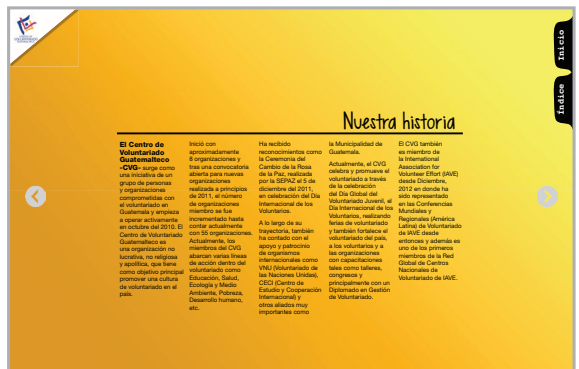 Inicio
Índice
Nuestra historia
El Centro de
Voluntariado
Guatemalteco
-CVG- surge como
una iniciativa de un
grupo de personas
y organizaciones
comprometidas con
el voluntariado en
Guatemala y empieza
a operar activamente
en octubre del 2010. El
Centro de Voluntariado
Guatemalteco es
una organización no
lucrativa, no religiosa
y apolítica, que tiene
como objetivo principal
promover una cultura
de voluntariado en el
país.
Inició con
aproximadamente
8 organizaciones y
tras una convocatoria
abierta para nuevas
organizaciones
realizada a principios
de 2011, el número
de organizaciones
miembro se fue
incrementado hasta
contar actualmente
con 55 organizaciones.
Actualmente, los
miembros del CVG
abarcan varias líneas
de acción dentro del
voluntariado como
Educación, Salud,
Ecología y Medio
Ambiente, Pobreza,
Desarrollo humano,
etc.
Ha recibido
reconocimientos como
la Ceremonia del
Cambio de la Rosa
de la Paz, realizada
por la SEPAZ el 5 de
diciembre del 2011,
en celebración del Día
Internacional de los
Voluntarios.
A lo largo de su
trayectoria, también
ha contado con el
apoyo y patrocinio
de organismos
internacionales como
VNU (Voluntariado de
las Naciones Unidas),
CECI (Centro de
Estudio y Cooperación
Internacional) y
otros aliados muy
importantes como
la Municipalidad de
Guatemala.
Actualmente, el CVG
celebra y promueve el
voluntariado a través
de la celebración
del Día Global del
Voluntariado Juvenil, el
Día Internacional de los
Voluntarios, realizando
ferias de voluntariado
y también fortalece el
voluntariado del país,
a los voluntarios y a
las organizaciones
con capacitaciones
tales como talleres,
congresos y
principalmente con un
Diplomado en Gestión
de Voluntariado.
El CVG también
es miembro de
la International
Association for
Volunteer Effort (IAVE)
desde Diciembre,
2012 en donde ha
sido representado
en las Conferencias
Mundiales y
Regionales (América
Latina) de Voluntariado
de IAVE desde
entonces y además es
uno de los primeros
miembros de la Red
Global de Centros
Nacionales de
Voluntariado de IAVE.